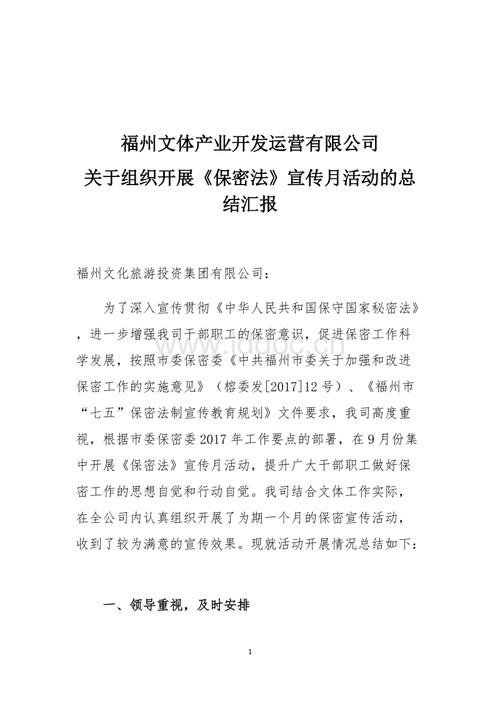 福州文体产业开发运营有限公司
关于组织开展《保密法》宣传月活动的总
结汇报
福州文化旅游投资集团有限公司：
为了深入宣传贯彻《中华人民共和国保守国家秘密法》
，进一步增强我司干部职工的保密意识，促进保密工作科
学发展，按照市委保密委《中共福州市委关于加强和改进
保密工作的实施意见》（榕委发[2017]12 号）、《福州市
“七五”保密法制宣传教育规划》文件要求，我司高度重
视，根据市委保密委 2017 年工作要点的部署，在 9 月份集
中开展《保密法》宣传月活动，提升广大干部职工做好保
密工作的思想自觉和行动自觉。我司结合文体工作实际，
在全公司内认真组织开展了为期一个月的保密宣传活动，
收到了较为满意的宣传效果。现就活动开展情况总结如下：
一、领导重视，及时安排
1